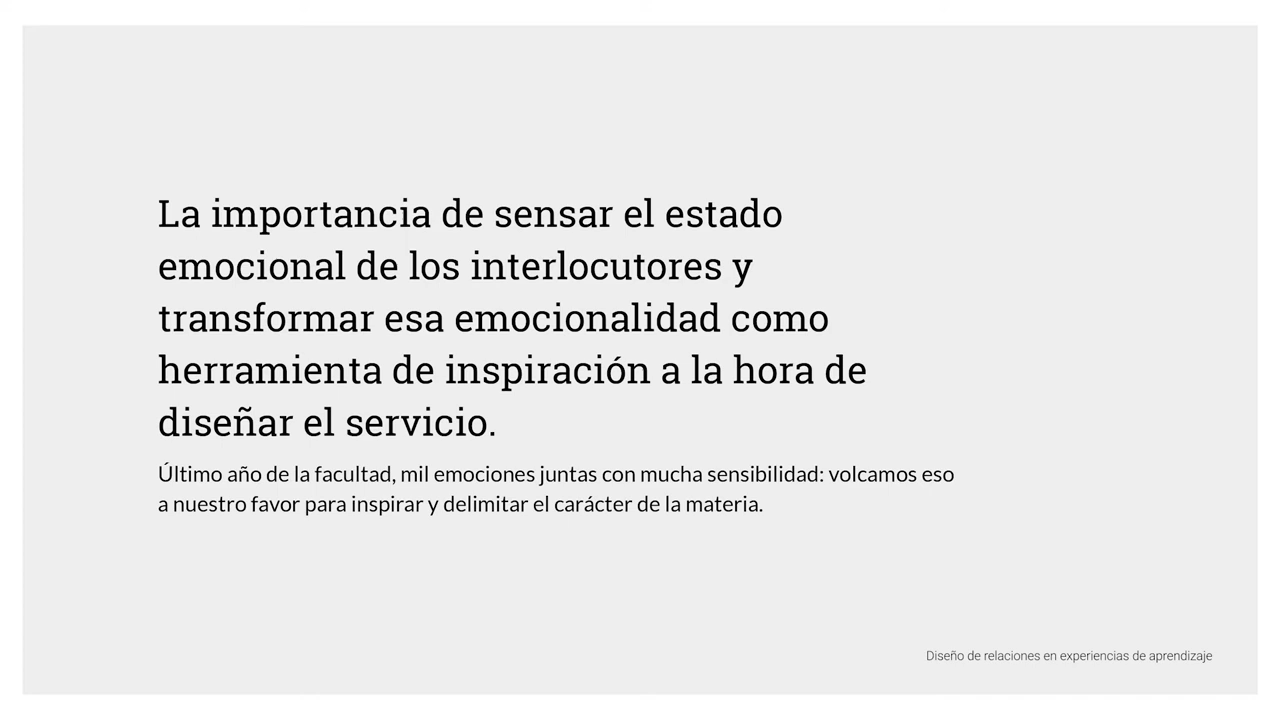 La importancia de sensar el estado
emocional de los interlocutores y
transformar esa emocionalidad como
herramienta de inspiración a la hora de
diseñar el servicio.
Último año de la facultad, mil emociones juntas con mucha sensibilidad: volcamos eso
a nuestro favor para inspirar y delimitar el carácter de la materia.
Diseño de relaciones en experiencias de aprendizaje